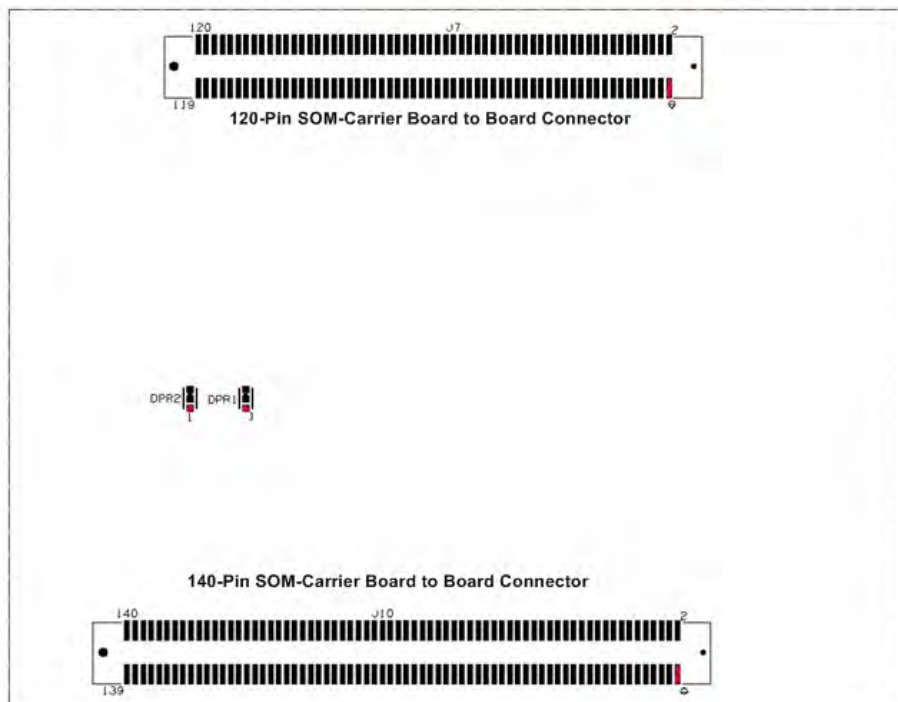 120 J7 2
119
120-Pin SOM-Carrier Board to Board Connector
DPR2 DPR1
1
140-Pin SOM-Carrier Board to Board Connector
140 J10 2
139